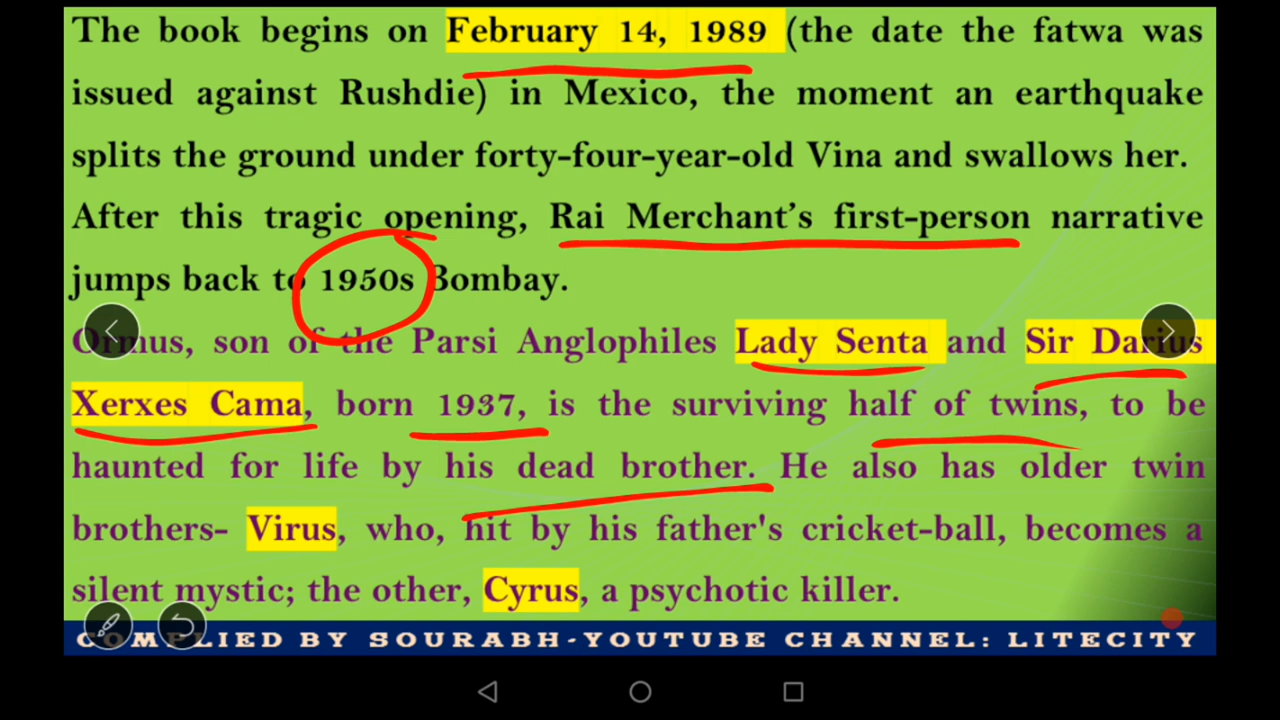 The book begins on February 14, 1989 (the date the fatwa was
issued against Rushdie) in Mexico, the moment an earthquake
splits the ground under forty-four-year-old Vina and swallows her.
After this tragic opening, Rai Merchant's first-person narrative
jumps back to 1950s Bombay.
Ormus, son of the Parsi Anglophiles Lady Senta and Sir Darius
Xerxes Cama, born 1937, is the surviving half of twins, to be
haunted for life by his dead brother. He also has older twin
brothers- Virus, who, hit by his father's cricket-ball, becomes a
silent mystic; the other, Cyrus, a psychotic killer.
COMPLIED BY SOURABH-YOUTUBE CHANNEL: LITECITY